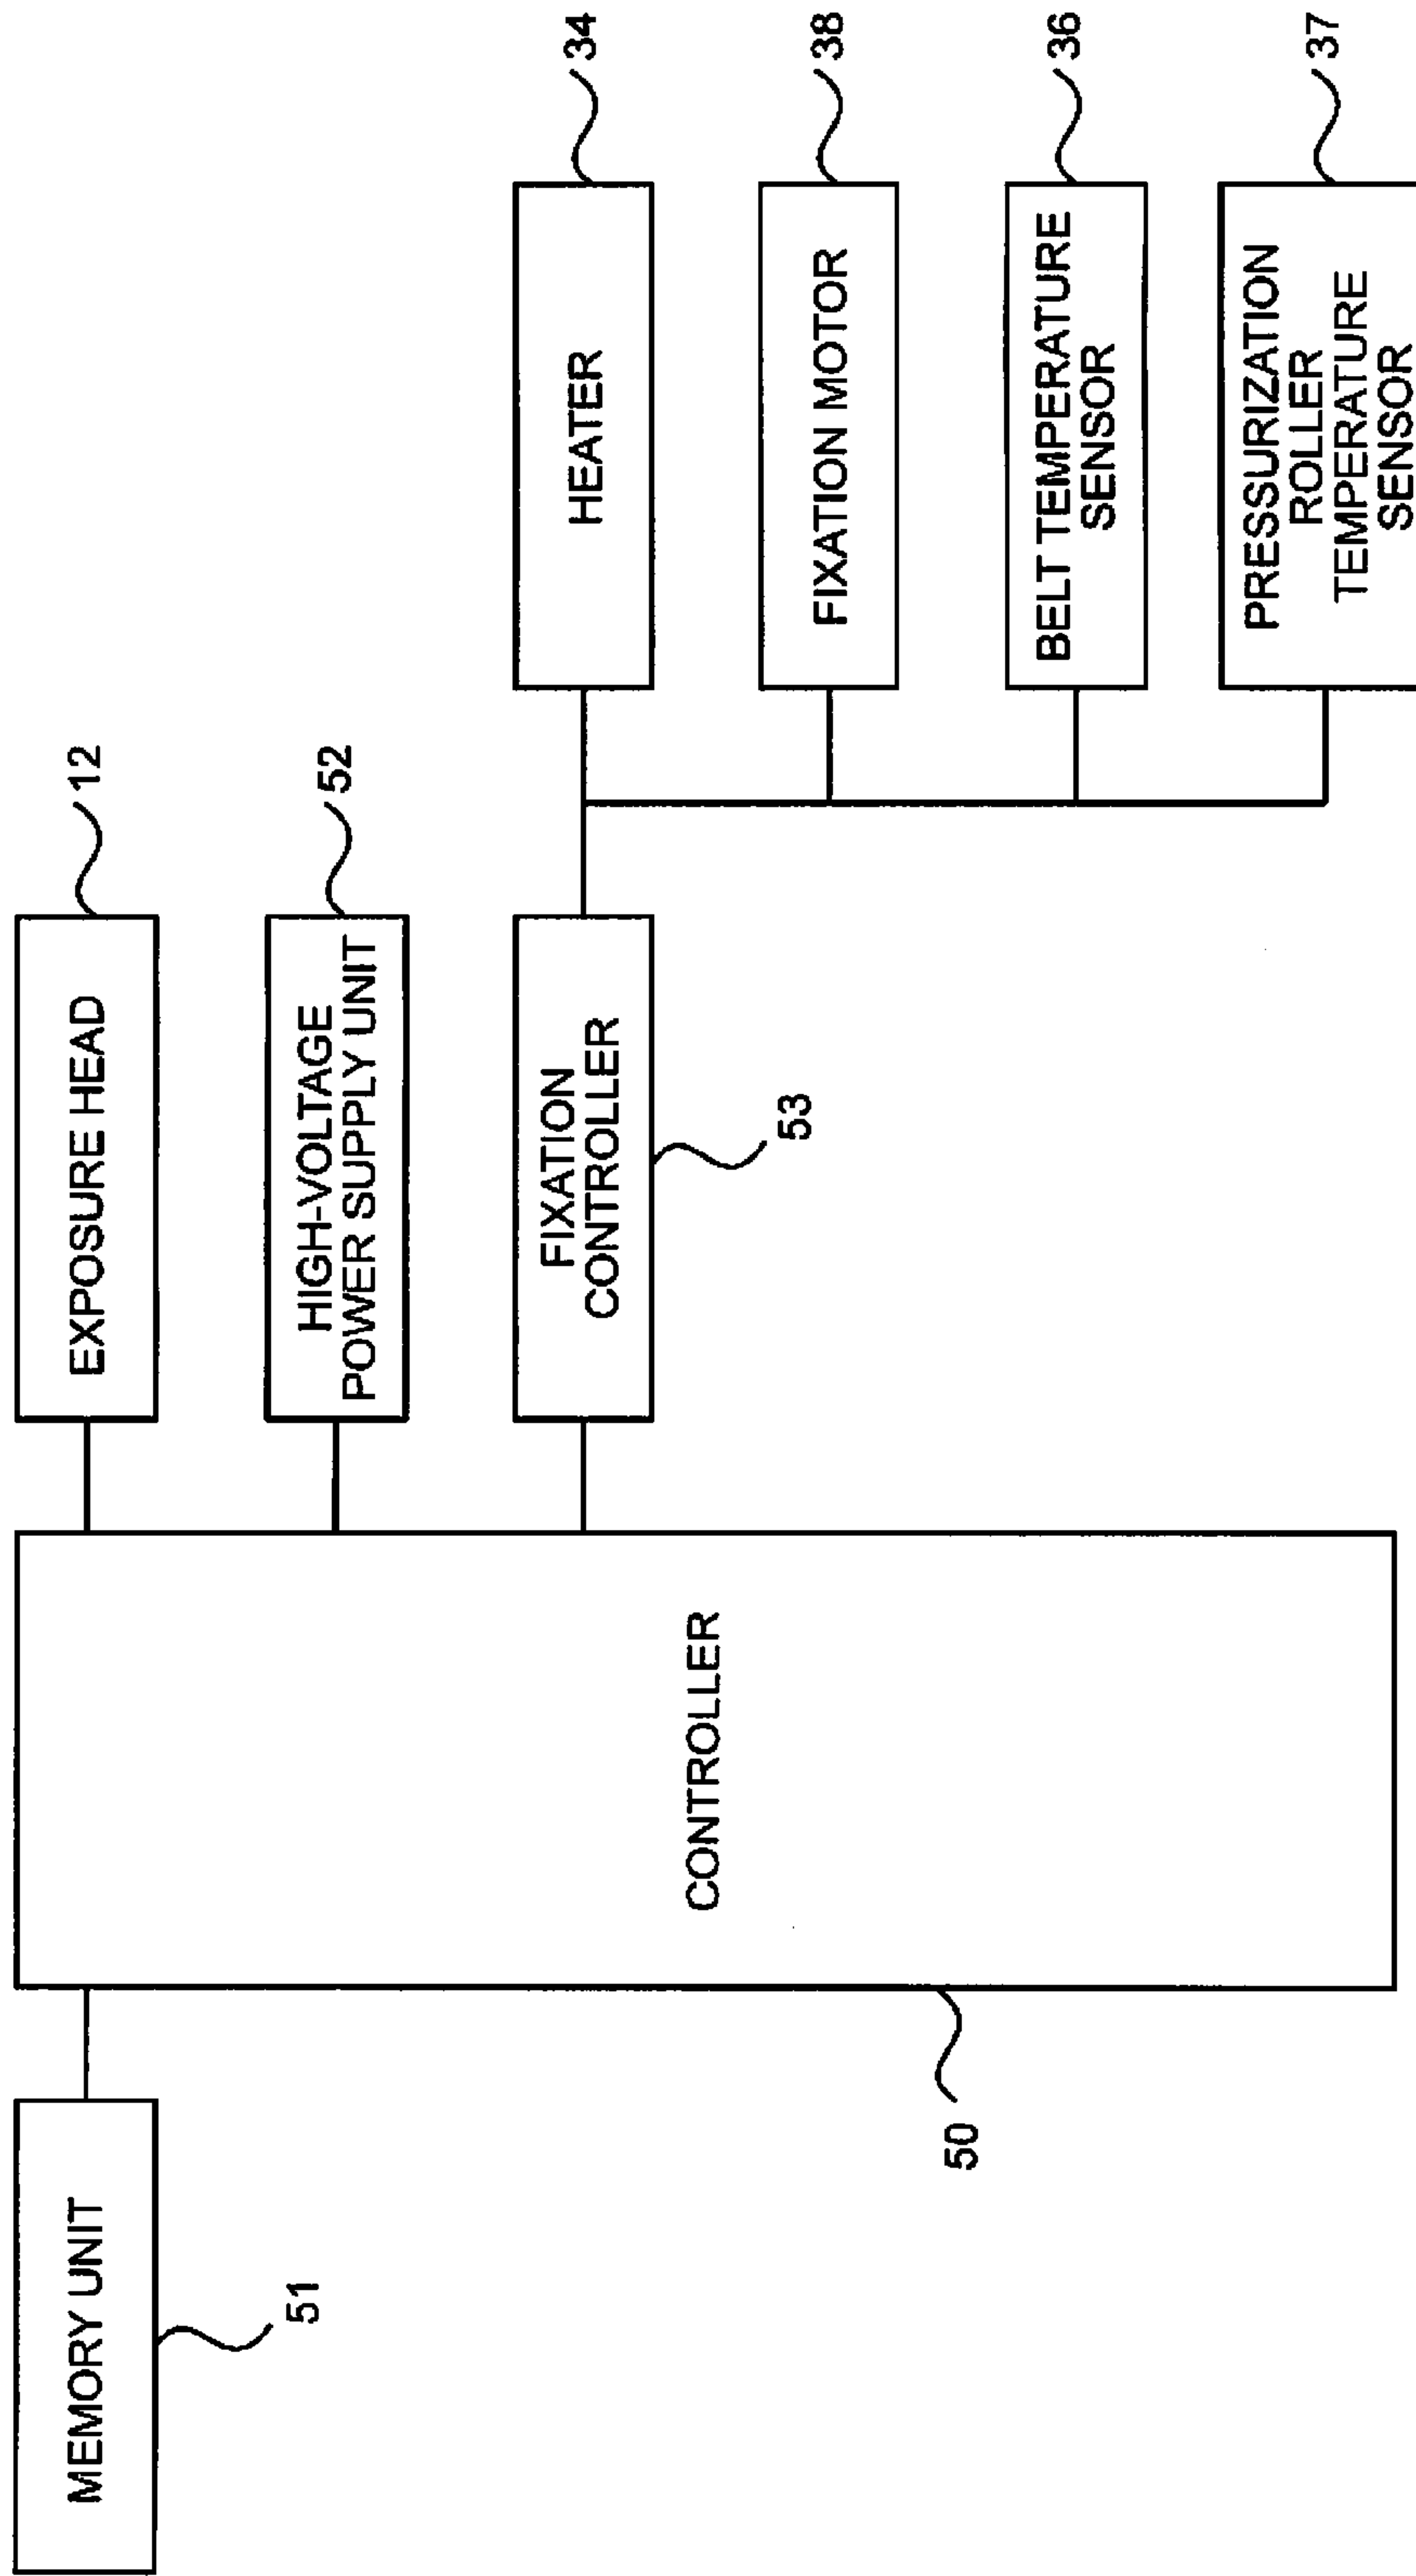 MEMORY UNIT
51
CONTROLLER
50
EXPOSURE HEAD
12
HIGH-VOLTAGE
POWER SUPPLY UNIT
52
FIXATION
CONTROLLER
53
HEATER
34
FIXATION MOTOR
38
BELT TEMPERATURE
SENSOR
36
PRESSURIZATION
ROLLER
TEMPERATURE
SENSOR
37